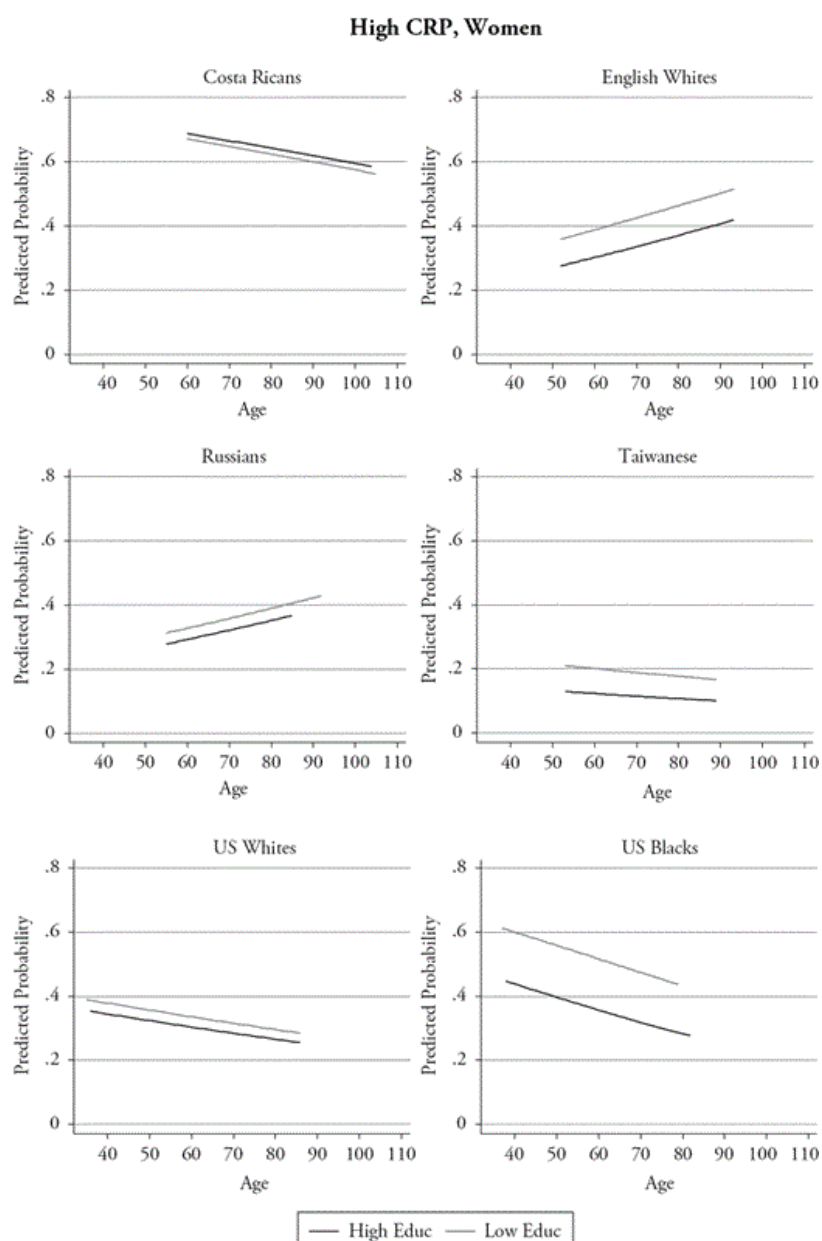 High CRP, Women
Costa Ricans
Predicted Probability
.8
.6
.4
.2
0
40 50 60 70 80 90 100 110
Age
English Whites
Predicted Probability
.8
.6
.4
.2
0
40 50 60 70 80 90 100 110
Age
Russians
Predicted Probability
.8
.6
.4
.2
0
40 50 60 70 80 90 100 110
Age
Taiwanese
Predicted Probability
.8
.6
.4
.2
0
40 50 60 70 80 90 100 110
Age
US Whites
Predicted Probability
.8
.6
.4
.2
0
40 50 60 70 80 90 100 110
Age
US Blacks
Predicted Probability
.8
.6
.4
.2
0
40 50 60 70 80 90 100 110
Age
High Educ Low Educ